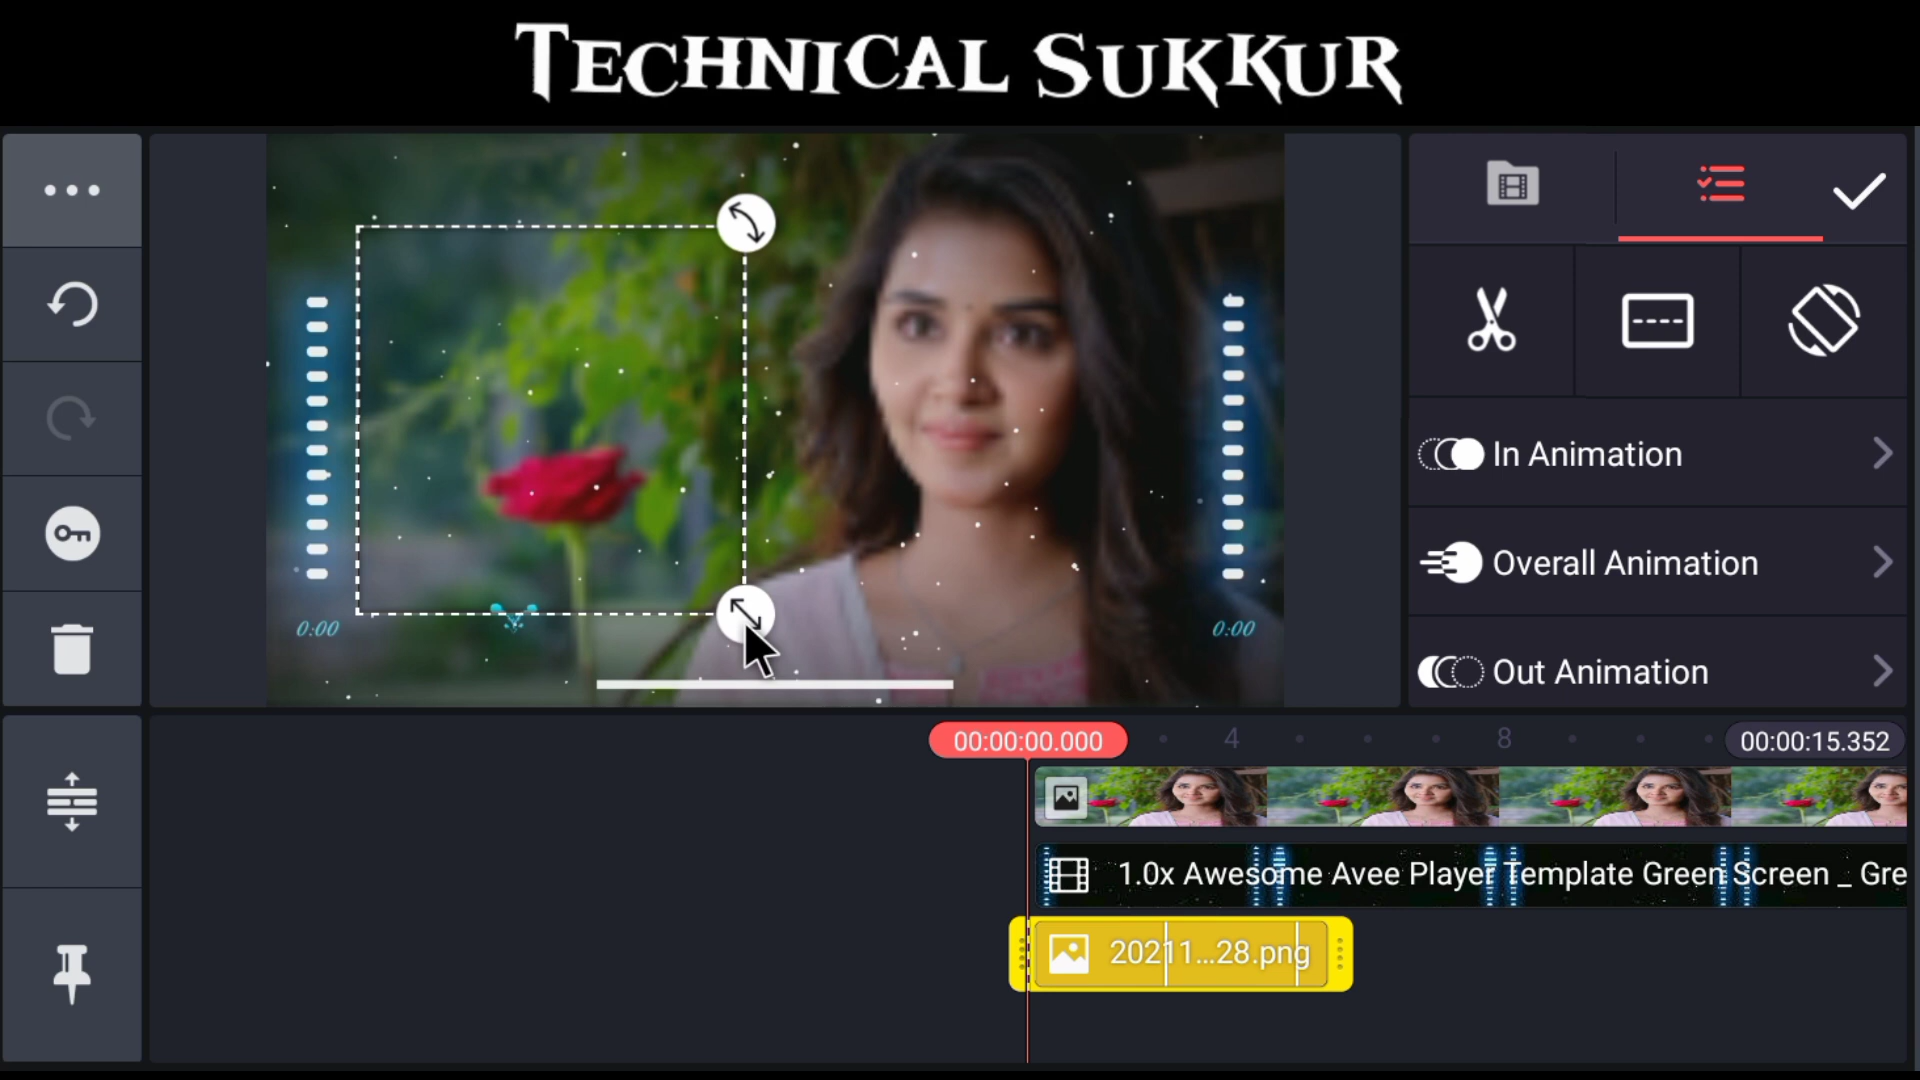 TECHNICAL SUKKUR
In Animation
Overall Animation
Out Animation
0:00
0:00
00:00:00.000
4
8
00:00:15.352
1.0x Awesome Avee Player Template Green Screen _ Gre
20211...28.png